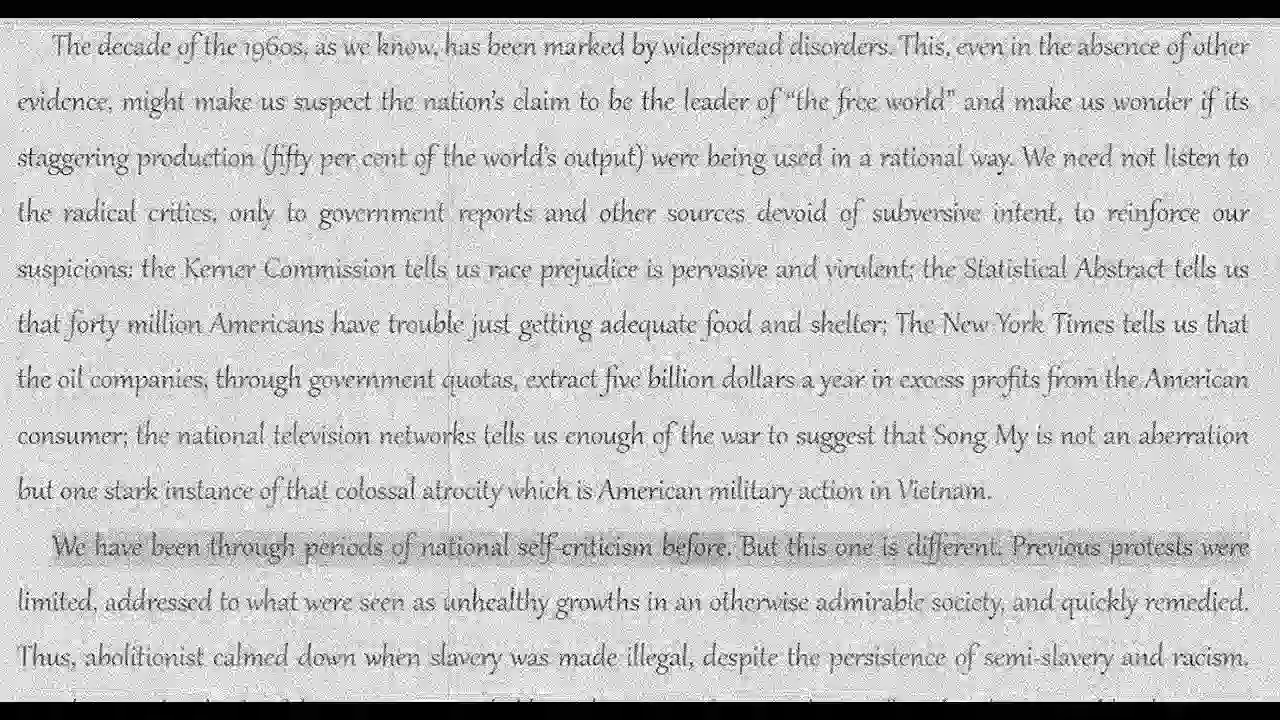 The decade of the 1960s, as we know, has been marked by widespread disorders. This, even in the absence of other
evidence, might make us suspect the nation's claim to be the leader of “the free world” and make us wonder if its
staggering production (fifty per cent of the world's output) were being used in a rational way. We need not listen to
the radical critics, only to government reports and other sources devoid of subversive intent, to reinforce our
suspicions: the Kerner Commission tells us race prejudice is pervasive and virulent; the Statistical Abstract tells us
that forty million Americans have trouble just getting adequate food and shelter; The New York Times tells us that
the oil companies, through government quotas, extract five billion dollars a year in excess profits from the American
consumer; the national television networks tells us enough of the war to suggest that Song My is not an aberration
but one stark instance of that colossal atrocity which is American military action in Vietnam.
We have been through periods of national self-criticism before. But this one is different. Previous protests were
limited, addressed to what were seen as unhealthy growths in an otherwise admirable society, and quickly remedied.
Thus, abolitionist calmed down when slavery was made illegal, despite the persistence of semi-slavery and racism.